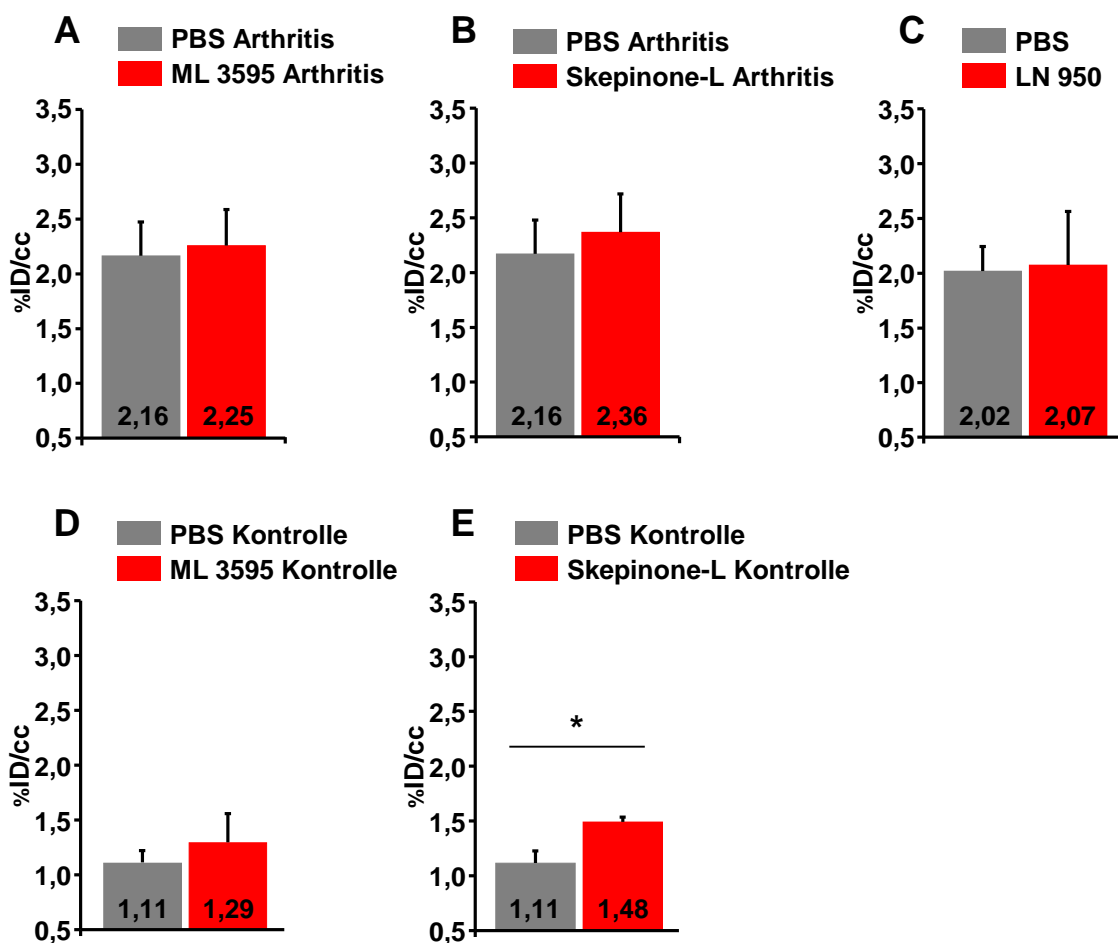 A
PBS Arthritis
ML 3595 Arthritis
%ID/cc
3,5
3,0
2,5
2,0
1,5
1,0
0,5
2,16
2,25
B
PBS Arthritis
Skepinone-L Arthritis
%ID/cc
3,5
3,0
2,5
2,0
1,5
1,0
0,5
2,16
2,36
C
PBS
LN 950
%ID/cc
3,5
3,0
2,5
2,0
1,5
1,0
0,5
2,02
2,07
D
PBS Kontrolle
ML 3595 Kontrolle
%ID/cc
3,5
3,0
2,5
2,0
1,5
1,0
0,5
1,11
1,29
E
PBS Kontrolle
Skepinone-L Kontrolle
%ID/cc
3,5
3,0
2,5
2,0
1,5
1,0
0,5
*
1,11
1,48